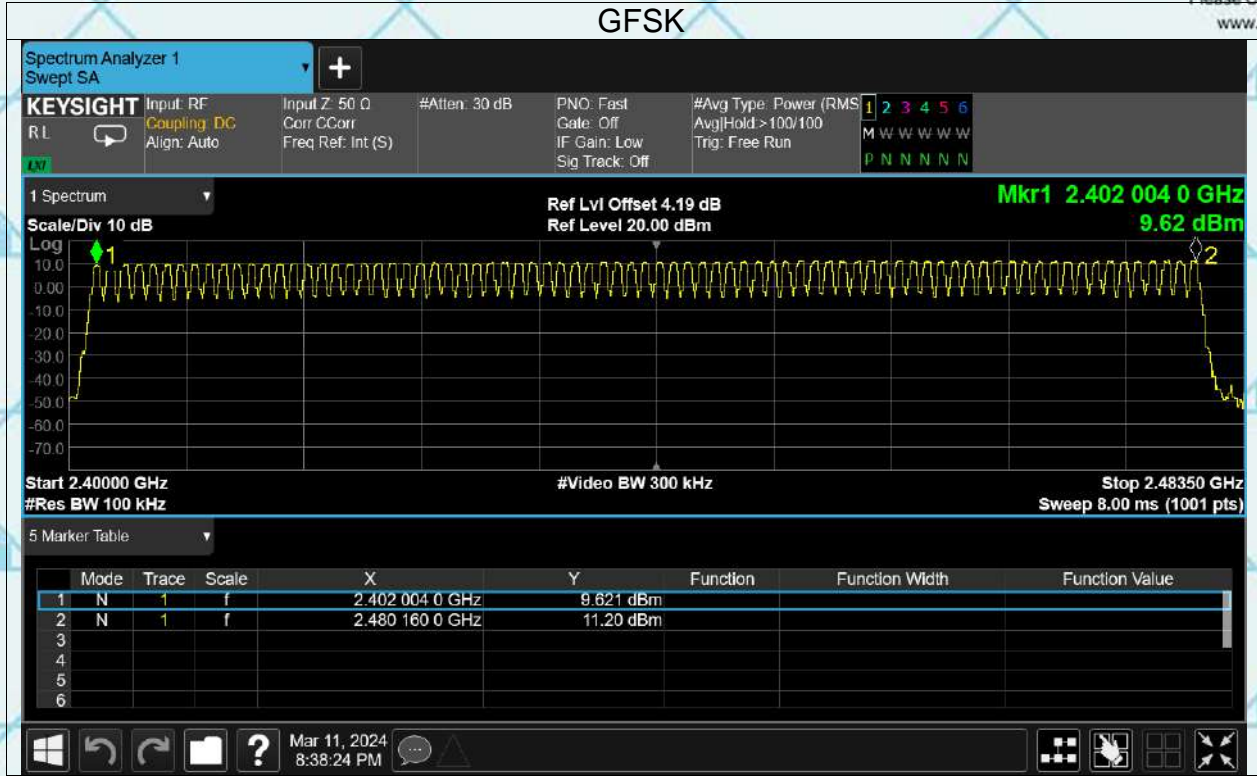 GFSK
www.
Spectrum Analyzer 1
Swept SA
+
KEYSIGHT Input: RF Input Z: 50 Ω #Atten: 30 dB PNO: Fast #Avg Type: Power (RMS 1 2 3 4 5 6
RL Coupling: DC Corr CCorr Gate: Off Avg|Hold:>100/100 M W W W W W
Align: Auto Freq Ref: Int (S) IF Gain: Low Trig: Free Run
LXI Sig Track: Off P N N N N N
1 Spectrum Ref Lvl Offset 4.19 dB Mkr1 2.402 004 0 GHz
Scale/Div 10 dB Ref Level 20.00 dBm 9.62 dBm
Log
1
2
10.0
0.00
-10.0
-20.0
-30.0
-40.0
-50.0
-60.0
-70.0
Start 2.40000 GHz #Video BW 300 kHz Stop 2.48350 GHz
#Res BW 100 kHz Sweep 8.00 ms (1001 pts)
5 Marker Table
Mode Trace Scale X Y Function Function Width Function Value
1 N 1 f 2.402 004 0 GHz 9.621 dBm
2 N 1 f 2.480 160 0 GHz 11.20 dBm
3
4
5
6
? Mar 11, 2024
8:38:24 PM